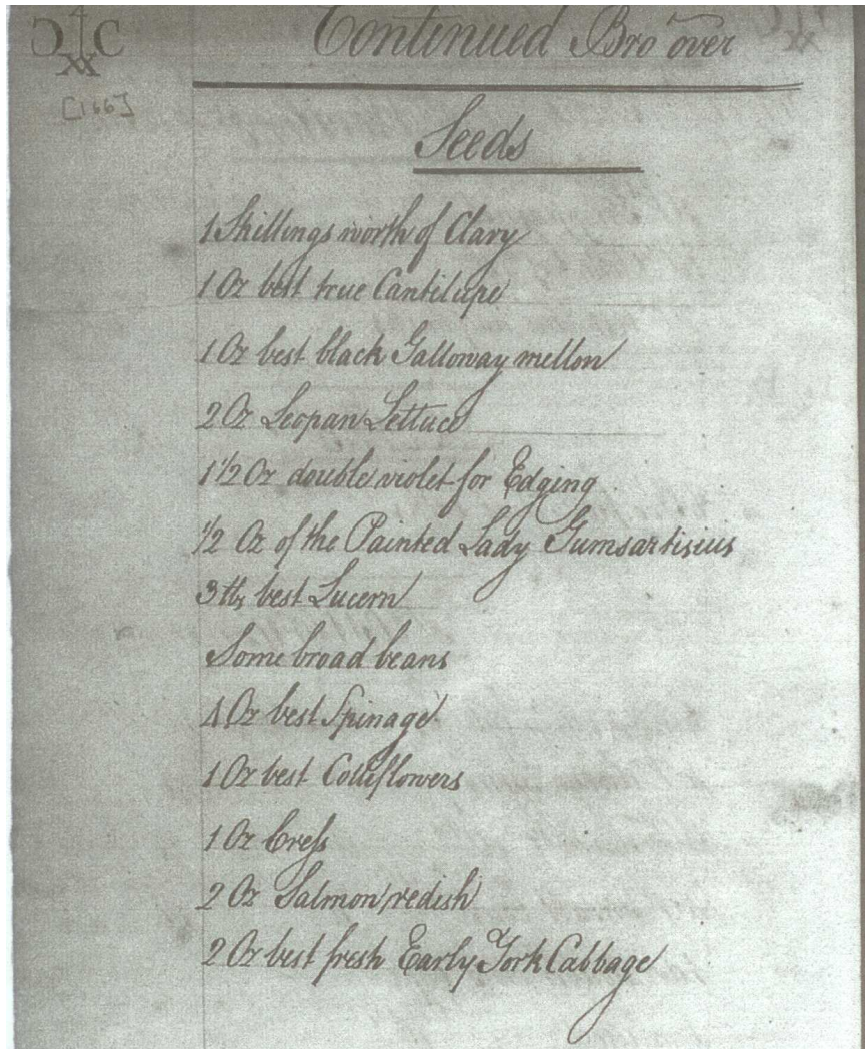 Continued Bro over
[166]
Seeds
1 Shillings worth of Clary
1 Oz best true Cantilupe
1 Oz best black Galloway mellon
2 Oz Leopan Lettuce
1 1/2 Oz double violet for Edging
1/2 Oz of the Painted Lady Gumsartisius
3 lb best Lucern
Some broad beans
4 Oz best Spinage
1 Oz best Colliflowers
1 Oz Cress
2 Oz Salmon redish
2 Oz best fresh Early York Cabbage